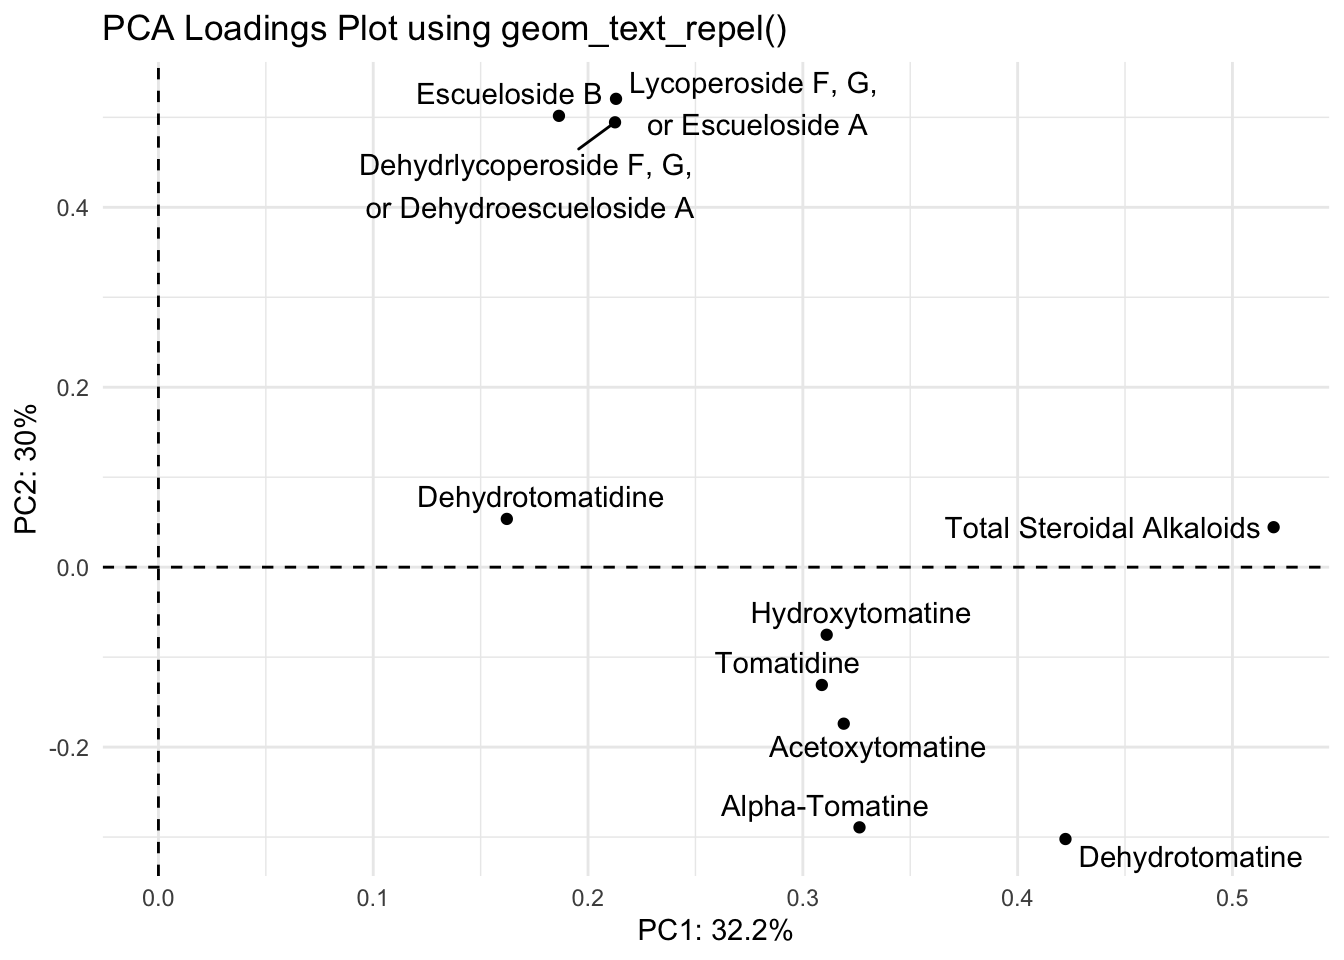 PCA Loadings Plot using geom_text_repel()
Escueloside B
Lycoperoside F, G,
or Escueloside A
Dehydrlycoperoside F, G,
or Dehydroescueloside A
Dehydrotomatidine
Total Steroidal Alkaloids
Hydroxytomatine
Tomatidine
Acetoxytomatine
Alpha-Tomatine
Dehydrotomatine
0.4
0.2
0.0
-0.2
PC2: 30%
0.0 0.1 0.2 0.3 0.4 0.5
PC1: 32.2%